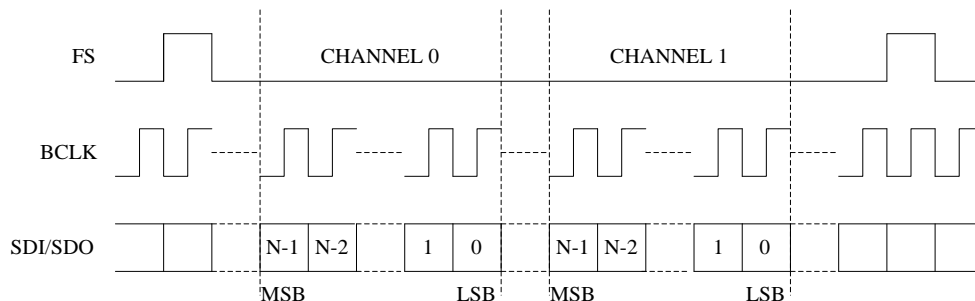 FS
CHANNEL 0
CHANNEL 1
BCLK
SDI/SDO
N-1 N-2 1 0 N-1 N-2 1 0
MSB LSB MSB LSB